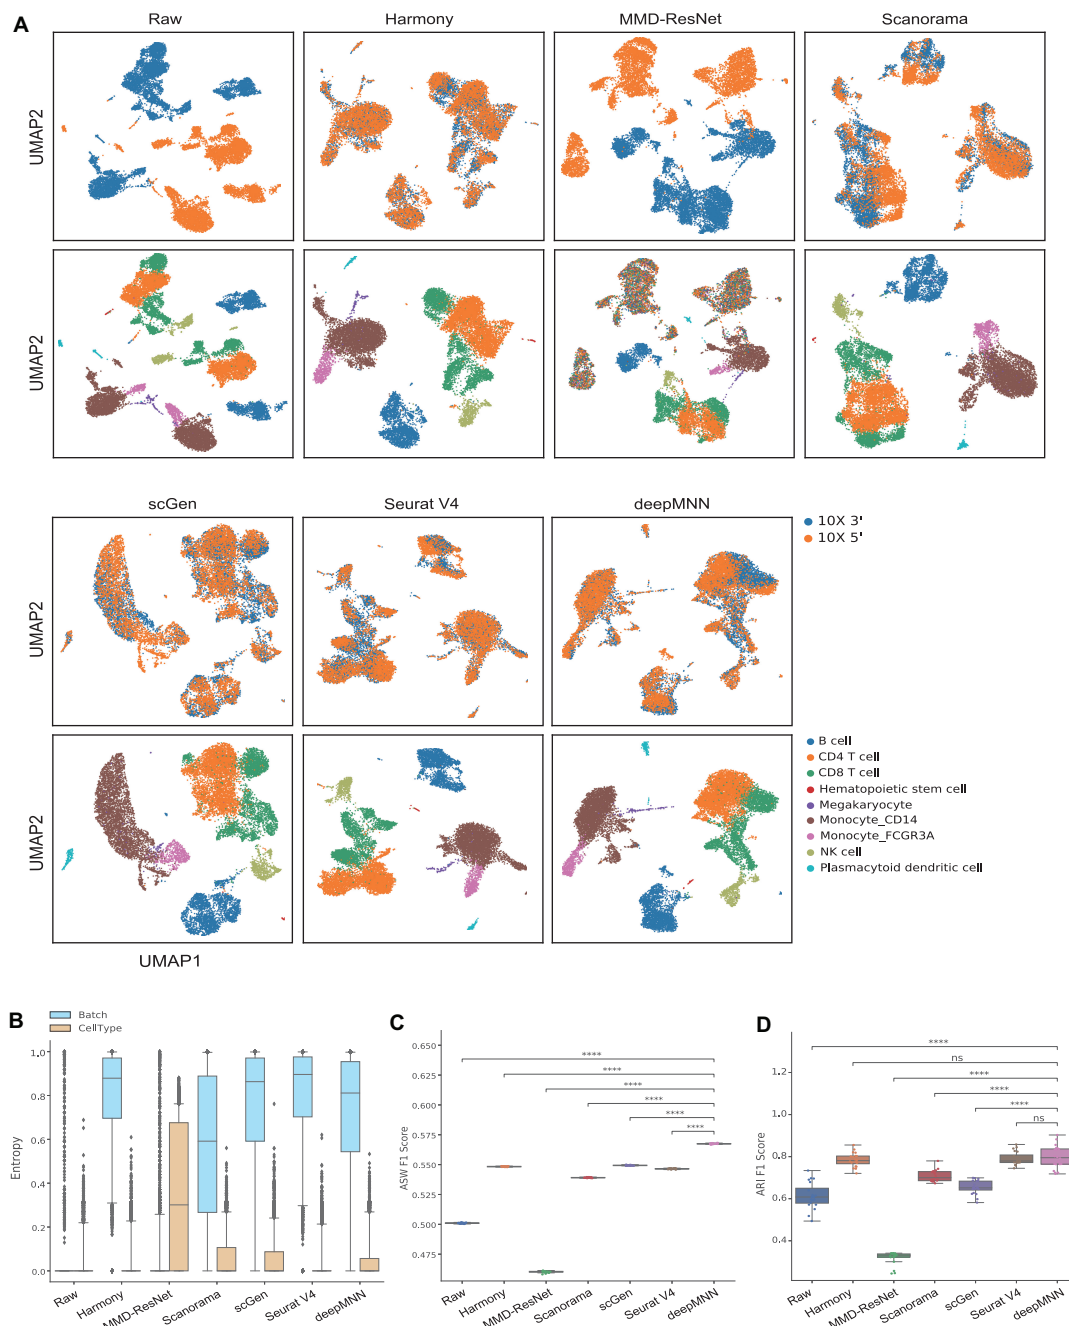 A
Raw
Harmony
MMD-ResNet
Scanorama
UMAP2
UMAP2
scGen
Seurat V4
deepMNN
10X 3'
10X 5'
UMAP2
B cell
CD4 T cell
CD8 T cell
Hematopoietic stem cell
Megakaryocyte
Monocyte_CD14
Monocyte_FCGR3A
NK cell
Plasmacytoid dendritic cell
UMAP2
UMAP1
B
Batch
CellType
1.0
0.8
0.6
0.4
0.2
0.0
Entropy
Raw
Harmony
MMD-ResNet
Scanorama
scGen
Seurat V4
deepMNN
C
0.650
0.625
0.600
0.575
0.550
0.525
0.500
0.475
ASW F1 Score
****
****
****
****
****
****
Raw
Harmony
MMD-ResNet
Scanorama
scGen
Seurat V4
deepMNN
D
1.2
1.0
0.8
0.6
0.4
ARI F1 Score
****
ns
****
****
****
ns
Raw
Harmony
MMD-ResNet
Scanorama
scGen
Seurat V4
deepMNN